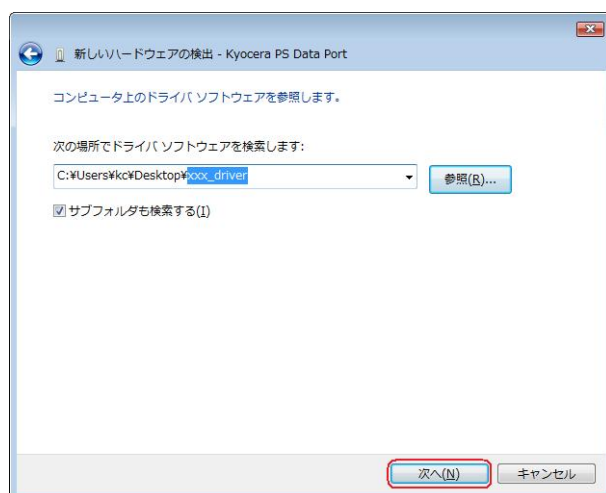 新しいハードウェアの検出 - Kyocera PS Data Port
コンピュータ上のドライバ ソフトウェアを参照します。
次の場所でドライバ ソフトウェアを検索します:
C:¥Users¥kc¥Desktop¥xxx_driver
参照(R)...
サブフォルダも検索する(I)
次へ(N)
キャンセル